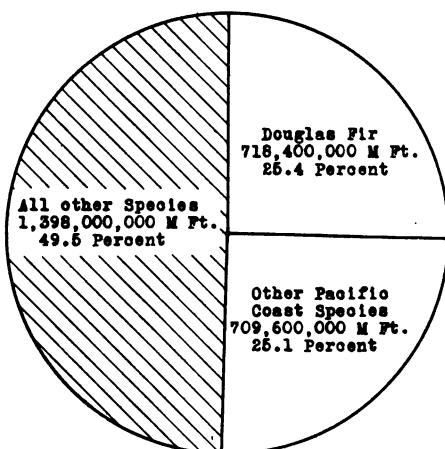 Douglas Fir
718,400,000 M Ft.
25.4 Percent
All other Species
1,398,000,000 M Ft.
49.5 Percent
Other Pacific
Coast Species
709,600,000 M Ft.
25.1 Percent